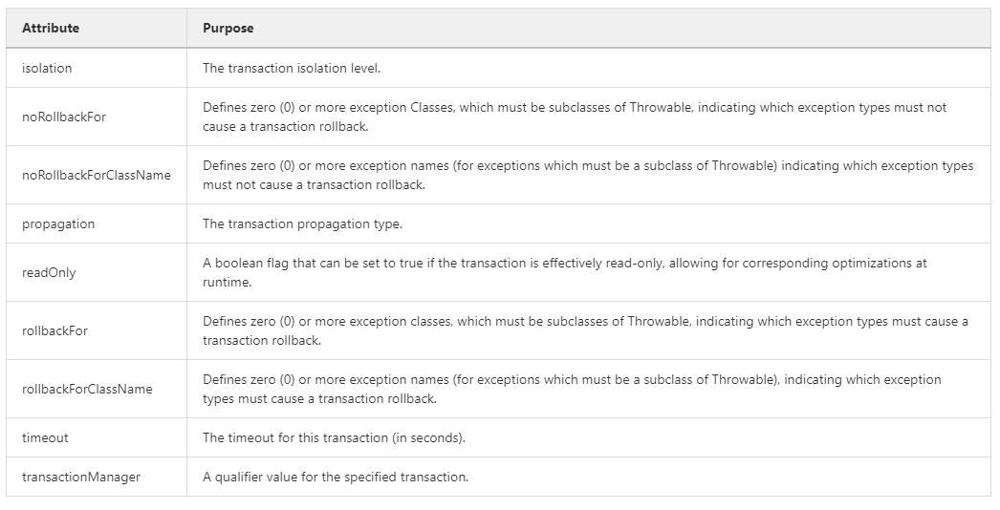 Attribute Purpose
isolation The transaction isolation level.
noRollbackFor Defines zero (0) or more exception Classes, which must be subclasses of Throwable, indicating which exception types must not
cause a transaction rollback.
noRollbackForClassName Defines zero (0) or more exception names (for exceptions which must be a subclass of Throwable) indicating which exception types
must not cause a transaction rollback.
propagation The transaction propagation type.
readOnly A boolean flag that can be set to true if the transaction is effectively read-only, allowing for corresponding optimizations at
runtime.
rollbackFor Defines zero (0) or more exception classes, which must be subclasses of Throwable, indicating which exception types must cause a
transaction rollback.
rollbackForClassName Defines zero (0) or more exception names (for exceptions which must be a subclass of Throwable), indicating which exception
types must cause a transaction rollback.
timeout The timeout for this transaction (in seconds).
transactionManager A qualifier value for the specified transaction.